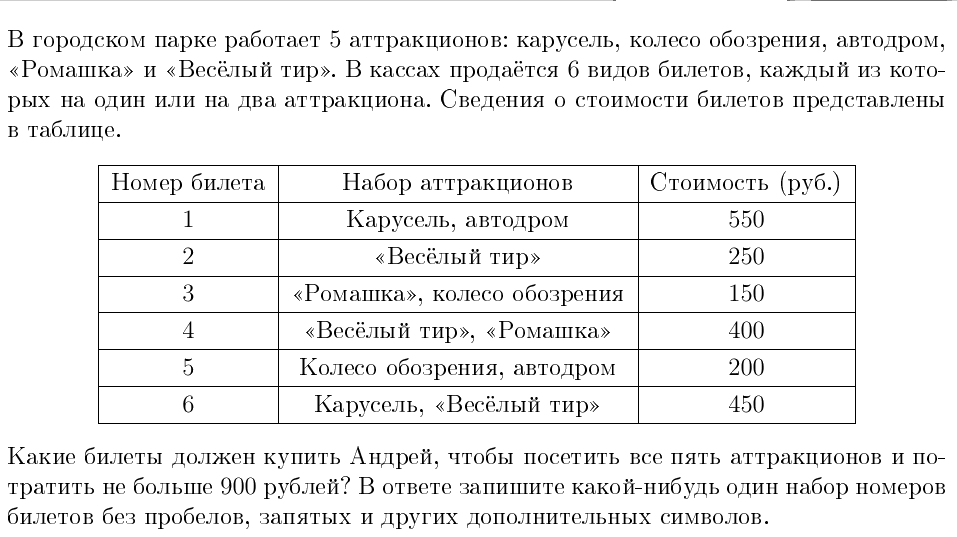 В городском парке работает 5 аттракционов: карусель, колесо обозрения, автодром,
«Ромашка» и «Весёлый тир». В кассах продаётся 6 видов билетов, каждый из кото-
рых на один или на два аттракциона. Сведения о стоимости билетов представлены
в таблице.
Номер билета Набор аттракционов Стоимость (руб.)
1 Карусель, автодром 550
2 «Весёлый тир» 250
3 «Ромашка», колесо обозрения 150
4 «Весёлый тир», «Ромашка» 400
5 Колесо обозрения, автодром 200
6 Карусель, «Весёлый тир» 450
Какие билеты должен купить Андрей, чтобы посетить все пять аттракционов и по-
тратить не больше 900 рублей? В ответе запишите какой-нибудь один набор номеров
билетов без пробелов, запятых и других дополнительных символов.